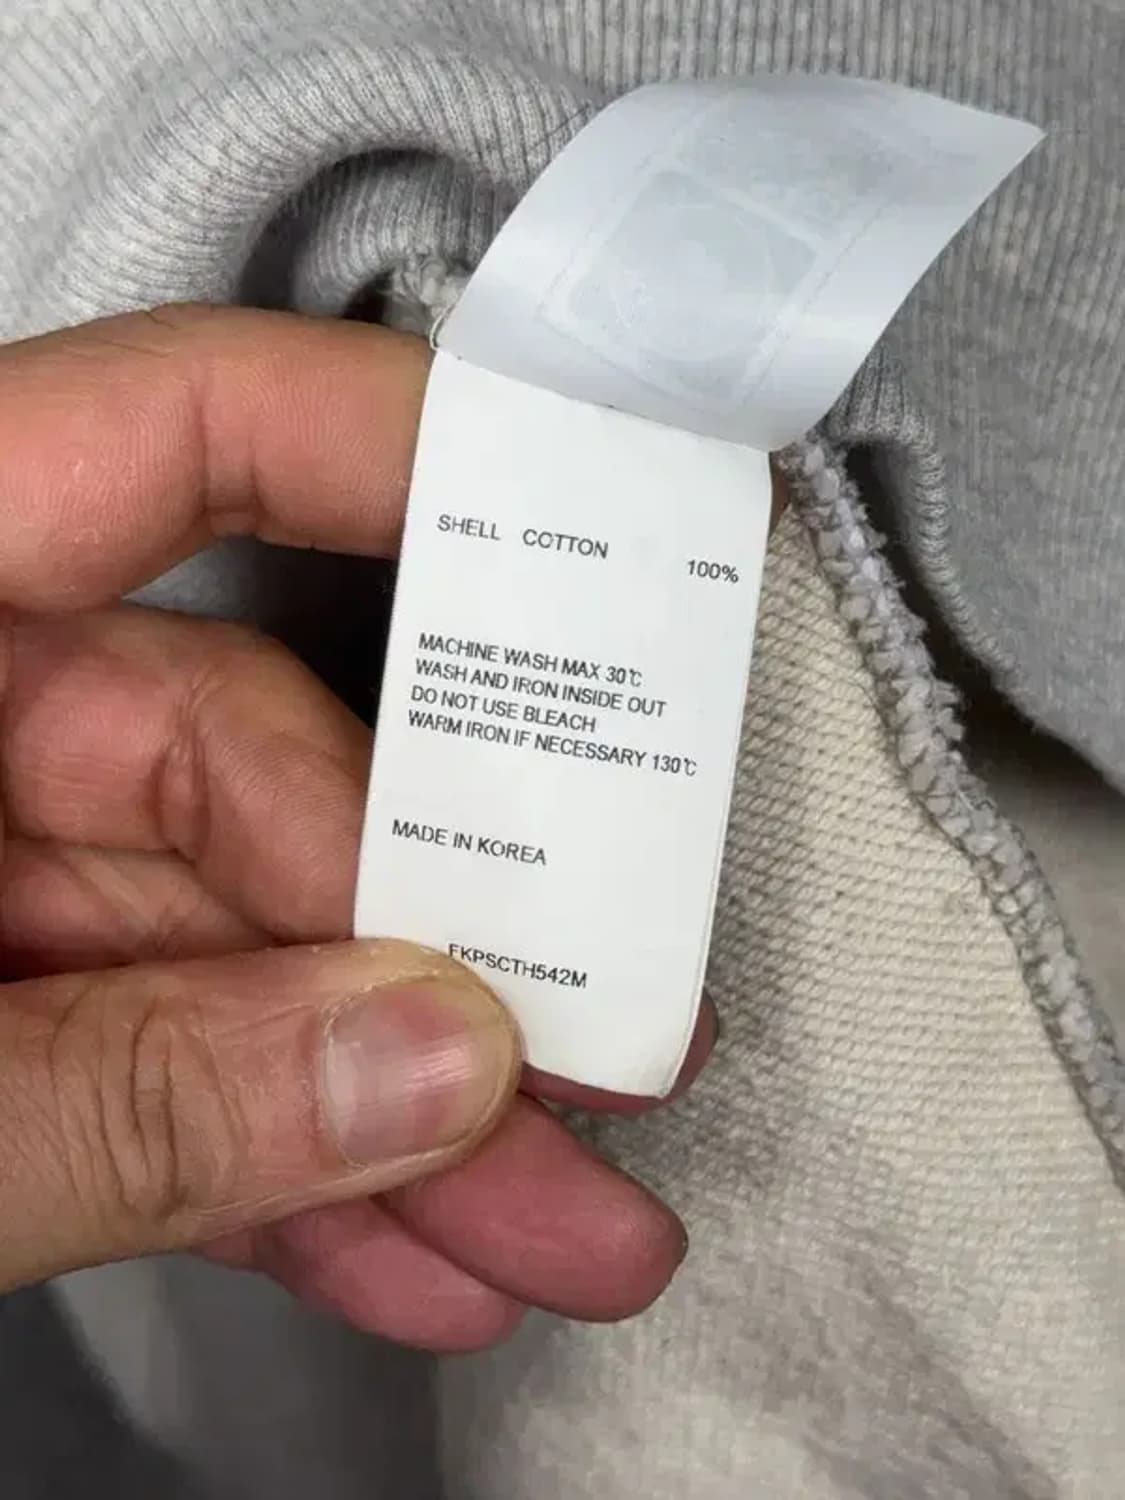 SHELL COTTON 100%
MACHINE WASH MAX 30℃
WASH AND IRON INSIDE OUT
DO NOT USE BLEACH
WARM IRON IF NECESSARY 130℃
MADE IN KOREA
FKPSCTH542M